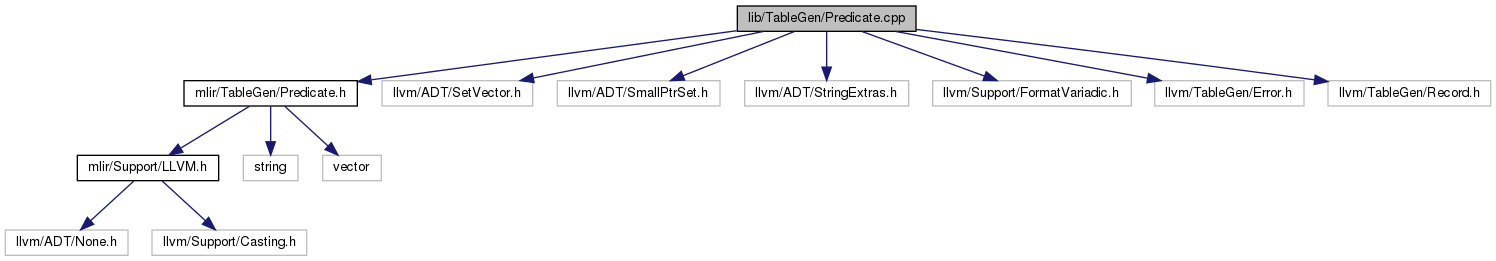 lib/TableGen/Predicate.cpp
mlir/TableGen/Predicate.h
llvm/ADT/SetVector.h
llvm/ADT/SmallPtrSet.h
llvm/ADT/StringExtras.h
llvm/Support/FormatVariadic.h
llvm/TableGen/Error.h
llvm/TableGen/Record.h
mlir/Support/LLVM.h
string
vector
llvm/ADT/None.h
llvm/Support/Casting.h